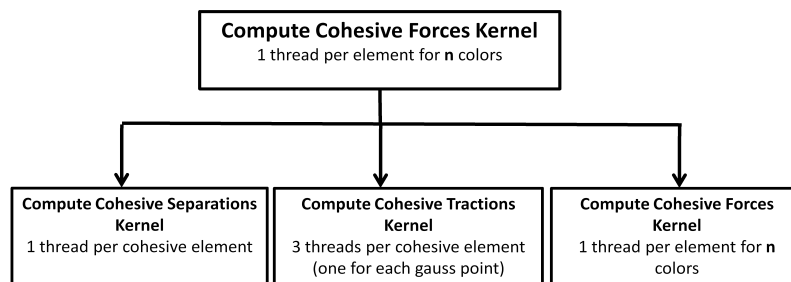 Compute Cohesive Forces Kernel
1 thread per element for n colors
Compute Cohesive Separations
Kernel
1 thread per cohesive element
Compute Cohesive Tractions
Kernel
3 threads per cohesive element
(one for each gauss point)
Compute Cohesive Forces
Kernel
1 thread per element for n
colors